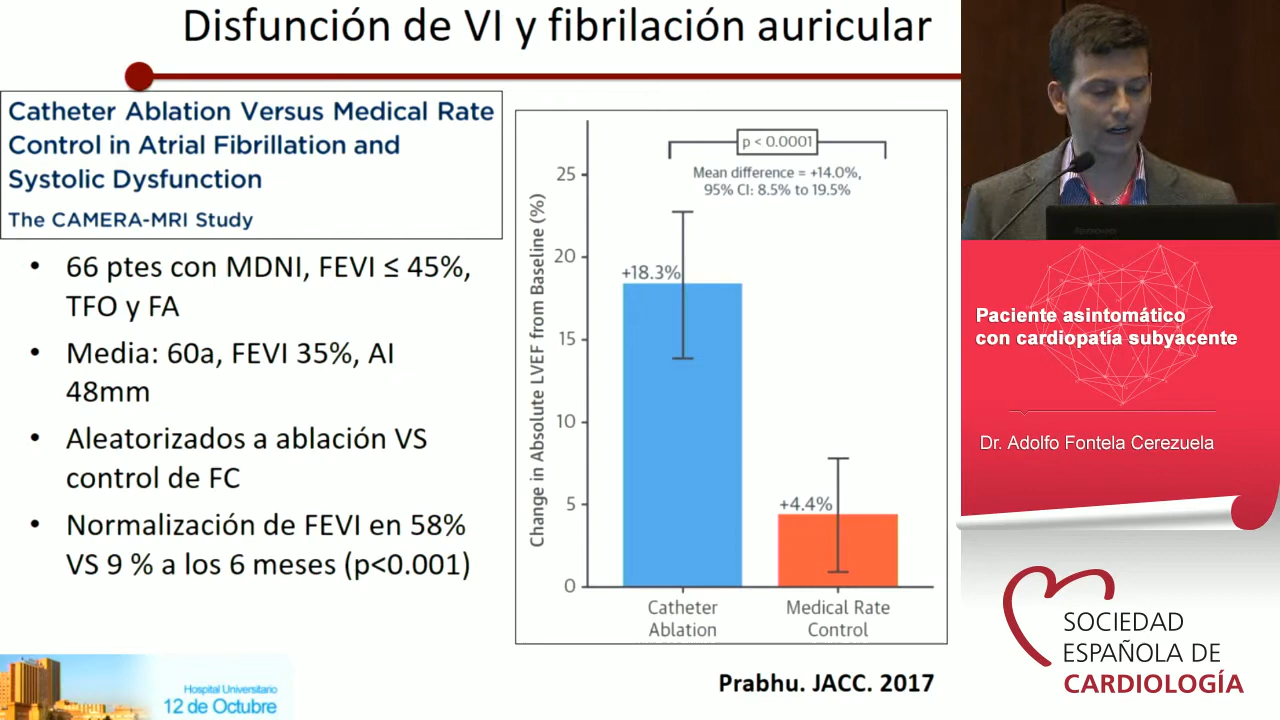 Disfunción de VI y fibrilación auricular
Catheter Ablation Versus Medical Rate
Control in Atrial Fibrillation and
Systolic Dysfunction
The CAMERA-MRI Study
• 66 ptes con MDNI, FEVI ≤ 45%,
TFO y FA
• Media: 60a, FEVI 35%, AI
48mm
• Aleatorizados a ablación VS
control de FC
• Normalización de FEVI en 58%
VS 9 % a los 6 meses (p<0.001)
Change in Absolute LVEF from Baseline (%)
25
20
15
10
5
0
p < 0.0001
Mean difference = +14.0%,
95% CI: 8.5% to 19.5%
+18.3%
+4.4%
Catheter
Ablation
Medical Rate
Control
Prabhu. JACC. 2017
Hospital Universitario
12 de Octubre
lenovo
Paciente asintomático
con cardiopatía subyacente
Dr. Adolfo Fontela Cerezuela
SOCIEDAD
ESPAÑOLA DE
CARDIOLOGÍA